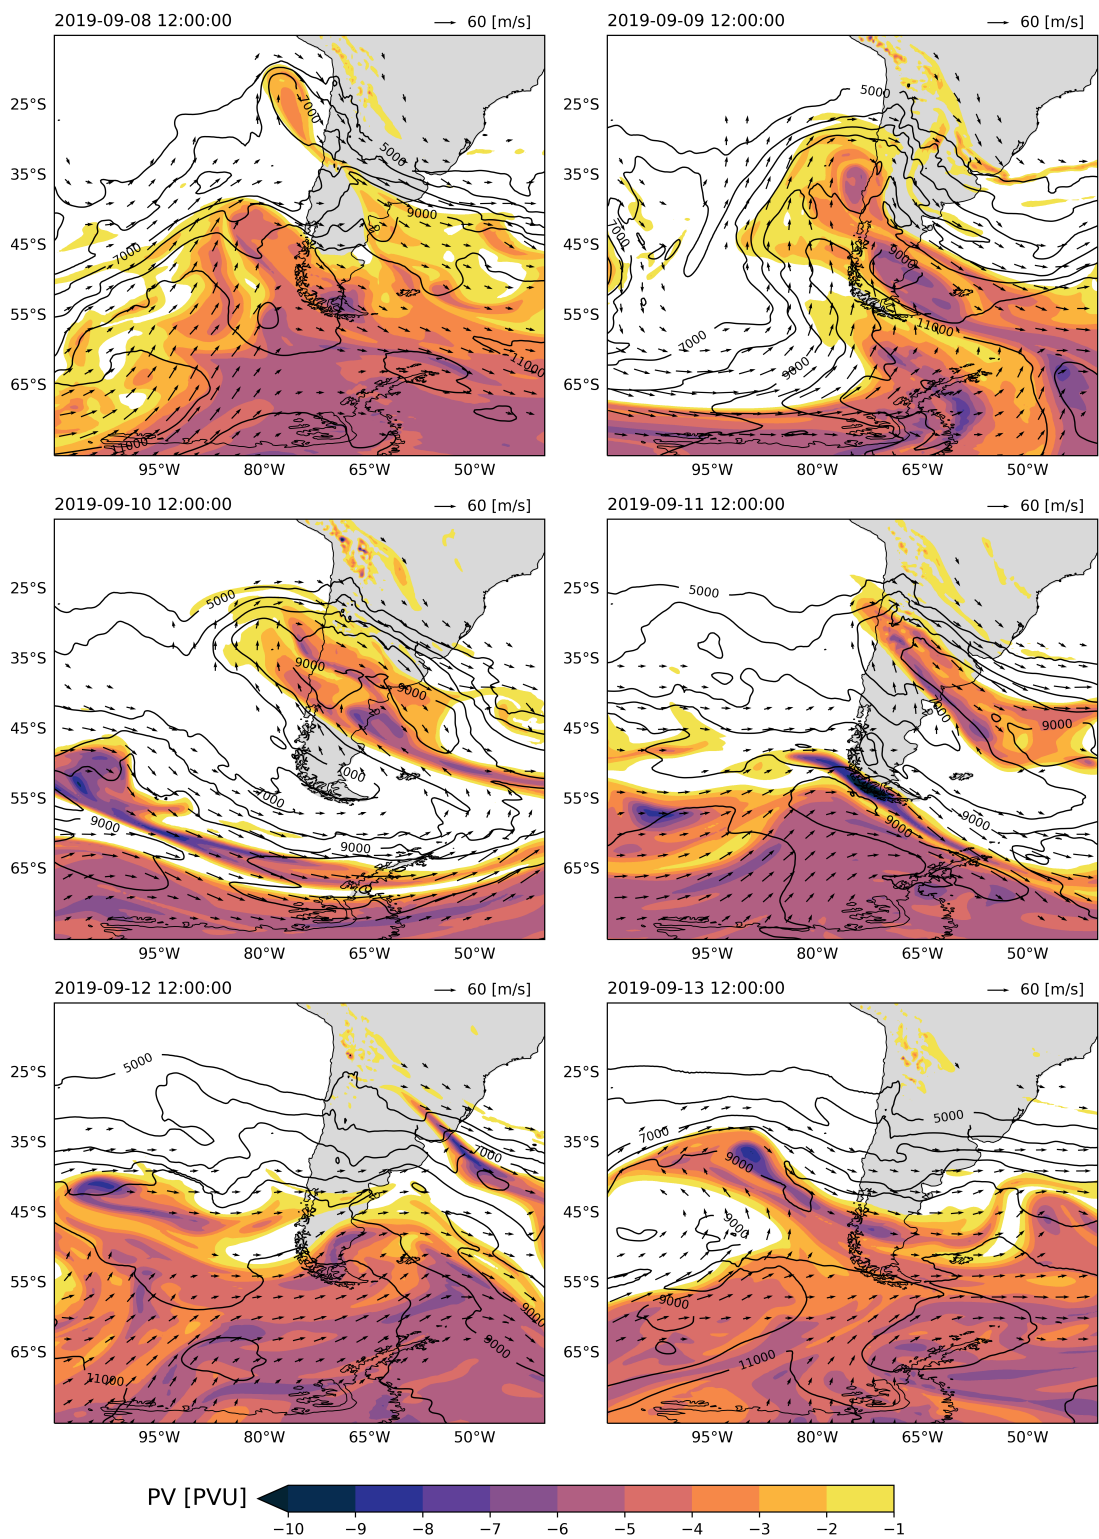 2019-09-08 12:00:00 60 [m/s] 2019-09-09 12:00:00 60 [m/s]
25°S 7000 5000 5000
35°S 9000
45°S 7000 7000 9000
55°S 11000 7000 11000
65°S 11000 9000
95°W 80°W 65°W 50°W 95°W 80°W 65°W 50°W
2019-09-10 12:00:00 60 [m/s] 2019-09-11 12:00:00 60 [m/s]
25°S 5000 5000
35°S 9000 9000
45°S 7000 9000
55°S 7000 7000 9000 9000
65°S 9000 9000
95°W 80°W 65°W 50°W 95°W 80°W 65°W 50°W
2019-09-12 12:00:00 60 [m/s] 2019-09-13 12:00:00 60 [m/s]
25°S 5000 5000
35°S 7000 7000 9000
45°S 9000
55°S 9000 9000
65°S 11000 9000 11000
95°W 80°W 65°W 50°W 95°W 80°W 65°W 50°W
PV [PVU]
−10 −9 −8 −7 −6 −5 −4 −3 −2 −1